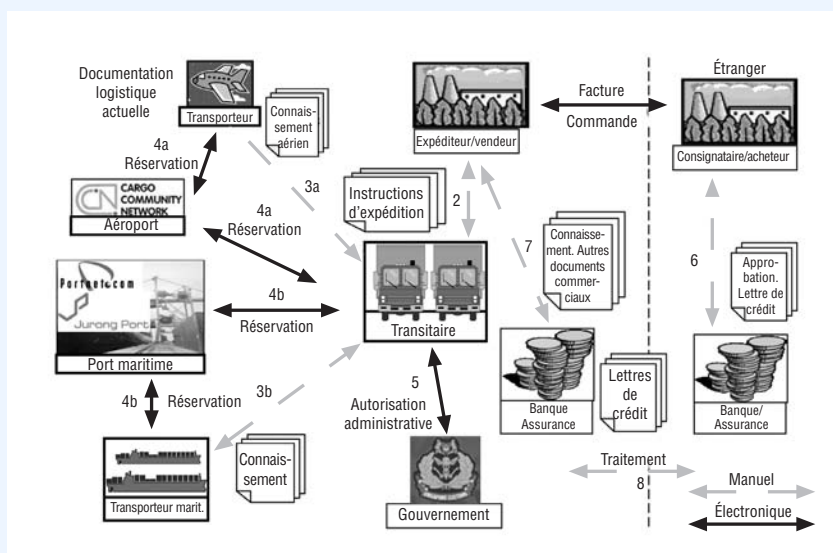 Documentation
logistique
actuelle
Transporteur
Connais-
sement
aérien
Expéditeur/vendeur
Facture
Commande
Étranger
Consignataire/acheteur
4a
Réservation
3a
CARGO
COMMUNITY
NETWORK
Aéroport
4a
Réservation
Instructions
d'expédition
2
7
Connaisse-
ment. Autres
documents
commer-
ciaux
6
Appro-
bation.
Lettre de
crédit
Portnet.com
Jurong Port
Port maritime
4b
Réservation
Transitaire
4b
Réservation
3b
5
Autorisation
administrative
Banque
Assurance
Lettres
de
crédit
Banque/
Assurance
Transporteur marit.
Connais-
sement
Gouvernement
Traitement
8
Manuel
Électronique